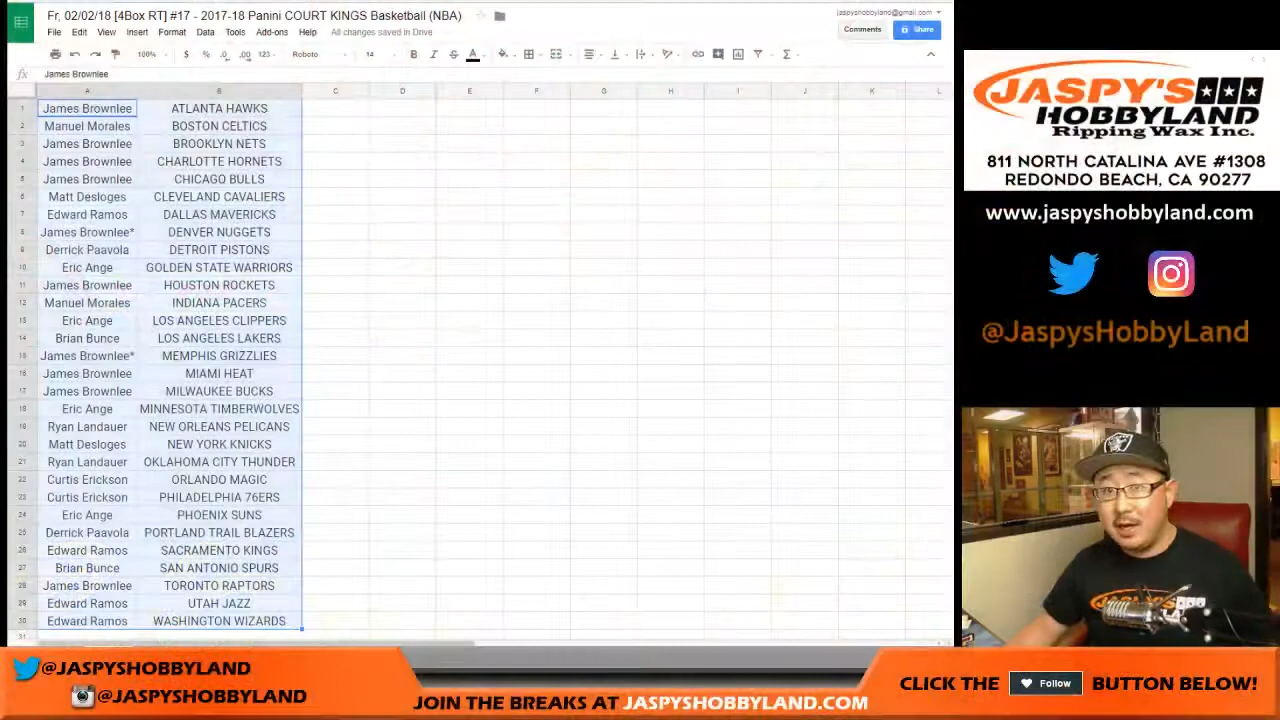 Fr, 02/02/18 [4Box RT] #17 - 2017-18 Panini COURT KINGS Basketball (NBA)
jaspyshobbyland@gmail.com
File Edit View Insert Format Data Tools Add-ons Help All changes saved in Drive
Comments Share
100% $ % .0 .00 123 Roboto 14 B I S A
fx James Brownlee
A B C D E F G H I J K L
1 James Brownlee ATLANTA HAWKS
2 Manuel Morales BOSTON CELTICS
3 James Brownlee BROOKLYN NETS
4 James Brownlee CHARLOTTE HORNETS
5 James Brownlee CHICAGO BULLS
6 Matt Desloges CLEVELAND CAVALIERS
7 Edward Ramos DALLAS MAVERICKS
8 James Brownlee* DENVER NUGGETS
9 Derrick Paavola DETROIT PISTONS
10 Eric Ange GOLDEN STATE WARRIORS
11 James Brownlee HOUSTON ROCKETS
12 Manuel Morales INDIANA PACERS
13 Eric Ange LOS ANGELES CLIPPERS
14 Brian Bunce LOS ANGELES LAKERS
15 James Brownlee* MEMPHIS GRIZZLIES
16 James Brownlee MIAMI HEAT
17 James Brownlee MILWAUKEE BUCKS
18 Eric Ange MINNESOTA TIMBERWOLVES
19 Ryan Landauer NEW ORLEANS PELICANS
20 Matt Desloges NEW YORK KNICKS
21 Ryan Landauer OKLAHOMA CITY THUNDER
22 Curtis Erickson ORLANDO MAGIC
23 Curtis Erickson PHILADELPHIA 76ERS
24 Eric Ange PHOENIX SUNS
25 Derrick Paavola PORTLAND TRAIL BLAZERS
26 Edward Ramos SACRAMENTO KINGS
27 Brian Bunce SAN ANTONIO SPURS
28 James Brownlee TORONTO RAPTORS
29 Edward Ramos UTAH JAZZ
30 Edward Ramos WASHINGTON WIZARDS
31
JASPY'S
HOBBYLAND
Ripping Wax Inc.
811 NORTH CATALINA AVE #1308
REDONDO BEACH, CA 90277
www.jaspyshobbyland.com
@JaspysHobbyLand
@JASPYSHOBBYLAND
@JASPYSHOBBYLAND
JOIN THE BREAKS AT JASPYSHOBBYLAND.COM
CLICK THE Follow BUTTON BELOW!